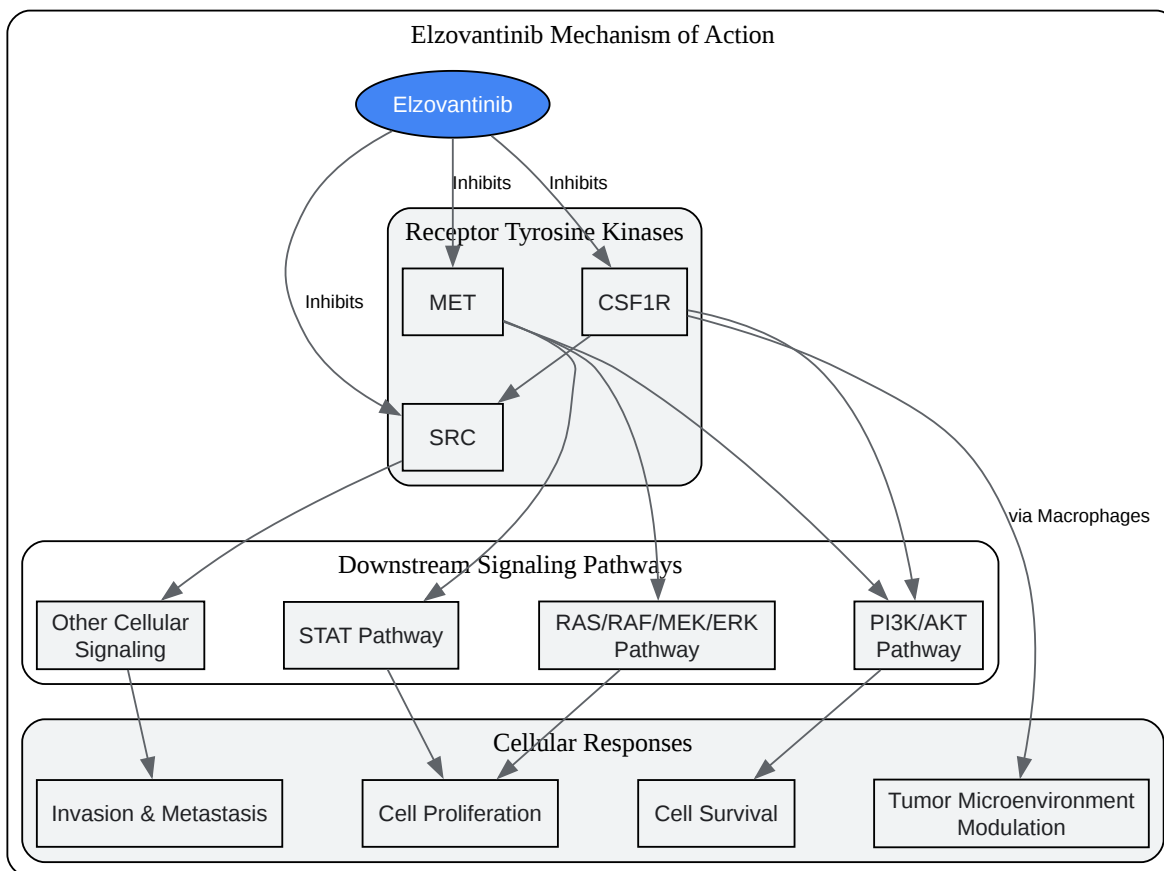 Elzovantinib Mechanism of Action
Elzovantinib
Inhibits
Inhibits
Receptor Tyrosine Kinases
MET
CSF1R
Inhibits
SRC
via Macrophages
Downstream Signaling Pathways
Other Cellular
Signaling
STAT Pathway
RAS/RAF/MEK/ERK
Pathway
PI3K/AKT
Pathway
Cellular Responses
Invasion & Metastasis
Cell Proliferation
Cell Survival
Tumor Microenvironment
Modulation